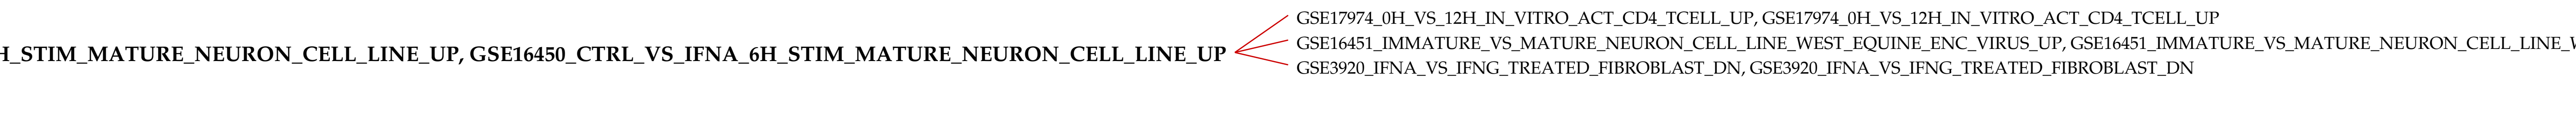 GSE17974_0H_VS_12H_IN_VITRO_ACT_CD4_TCELL_UP, GSE17974_0H_VS_12H_IN_VITRO_ACT_CD4_TCELL_UP
H_STIM_MATURE_NEURON_CELL_LINE_UP, GSE16450_CTRL_VS_IFNA_6H_STIM_MATURE_NEURON_CELL_LINE_UP
GSE16451_IMMATURE_VS_MATURE_NEURON_CELL_LINE_WEST_EQUINE_ENC_VIRUS_UP, GSE16451_IMMATURE_VS_MATURE_NEURON_CELL_LINE_W
GSE3920_IFNA_VS_IFNG_TREATED_FIBROBLAST_DN, GSE3920_IFNA_VS_IFNG_TREATED_FIBROBLAST_DN